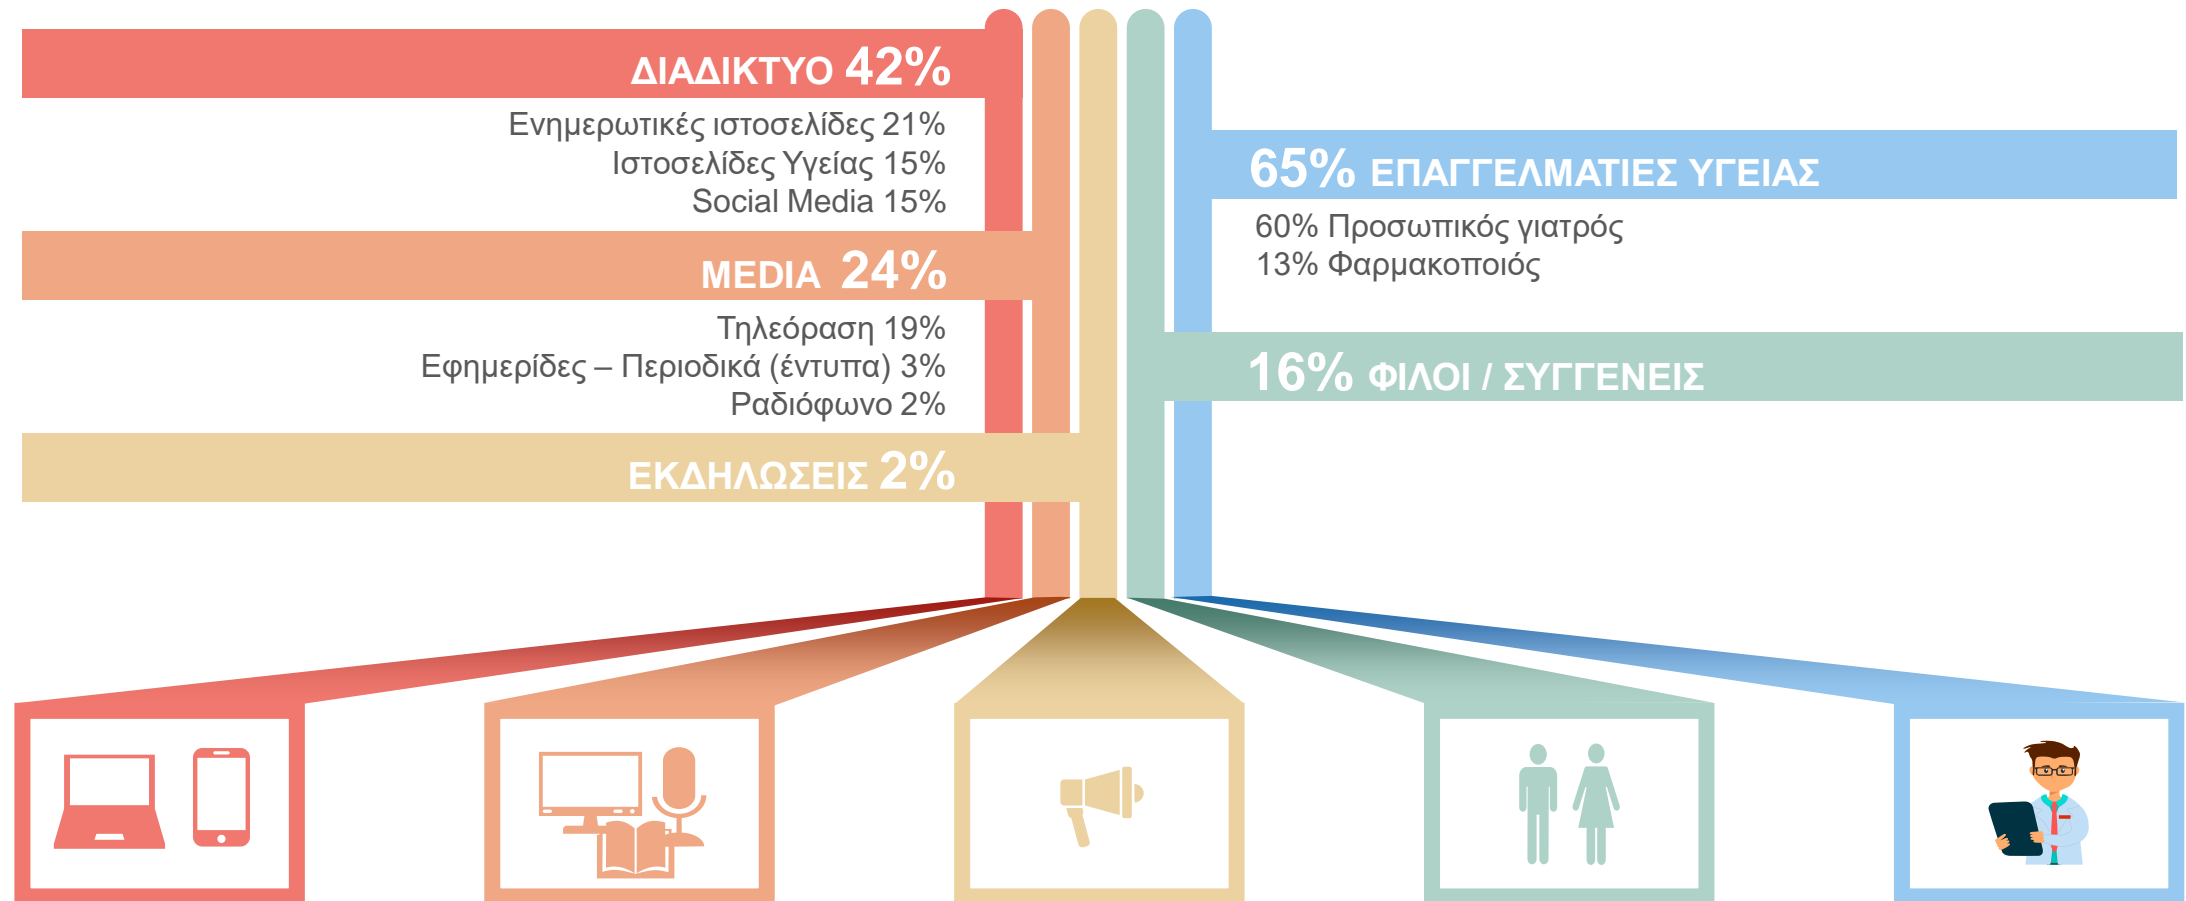 ΔΙΑΔΙΚΤΥΟ 42%
Ενημερωτικές ιστοσελίδες 21%
Ιστοσελίδες Υγείας 15%
Social Media 15%
MEDIA 24%
Τηλεόραση 19%
Εφημερίδες – Περιοδικά (έντυπα) 3%
Ραδιόφωνο 2%
ΕΚΔΗΛΩΣΕΙΣ 2%
65% ΕΠΑΓΓΕΛΜΑΤΙΕΣ ΥΓΕΙΑΣ
60% Προσωπικός γιατρός
13% Φαρμακοποιός
16% ΦΙΛΟΙ / ΣΥΓΓΕΝΕΙΣ